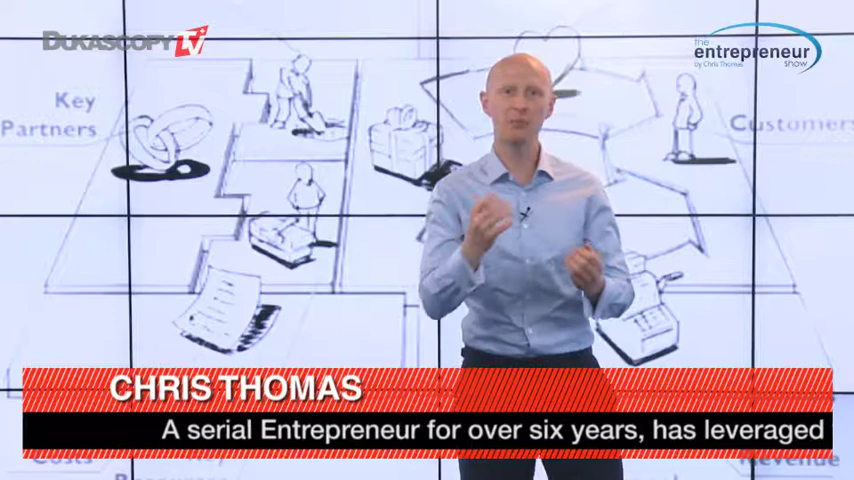 DUKASCOPY TV
the
entrepreneur
by Chris Thomas
show
Key
Partners
Customers
CHRIS THOMAS
A serial Entrepreneur for over six years, has leveraged
Costs
Key
Revenue